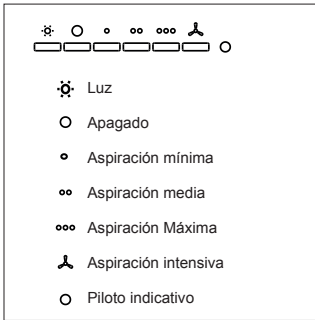 Luz
Apagado
Aspiración mínima
Aspiración media
Aspiración Máxima
Aspiración intensiva
Piloto indicativo